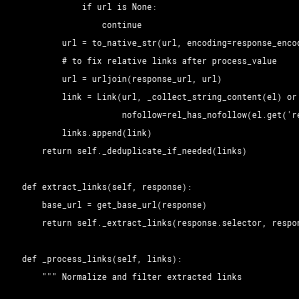 if url is None:
continue
url = to_native_str(url, encoding=response_enco
# to fix relative links after process_value
url = urljoin(response_url, url)
link = Link(url, _collect_string_content(el) or
nofollow=rel_has_nofollow(el.get('re
links.append(link)
return self._deduplicate_if_needed(links)
def extract_links(self, response):
base_url = get_base_url(response)
return self._extract_links(response.selector, respon
def _process_links(self, links):
""" Normalize and filter extracted links